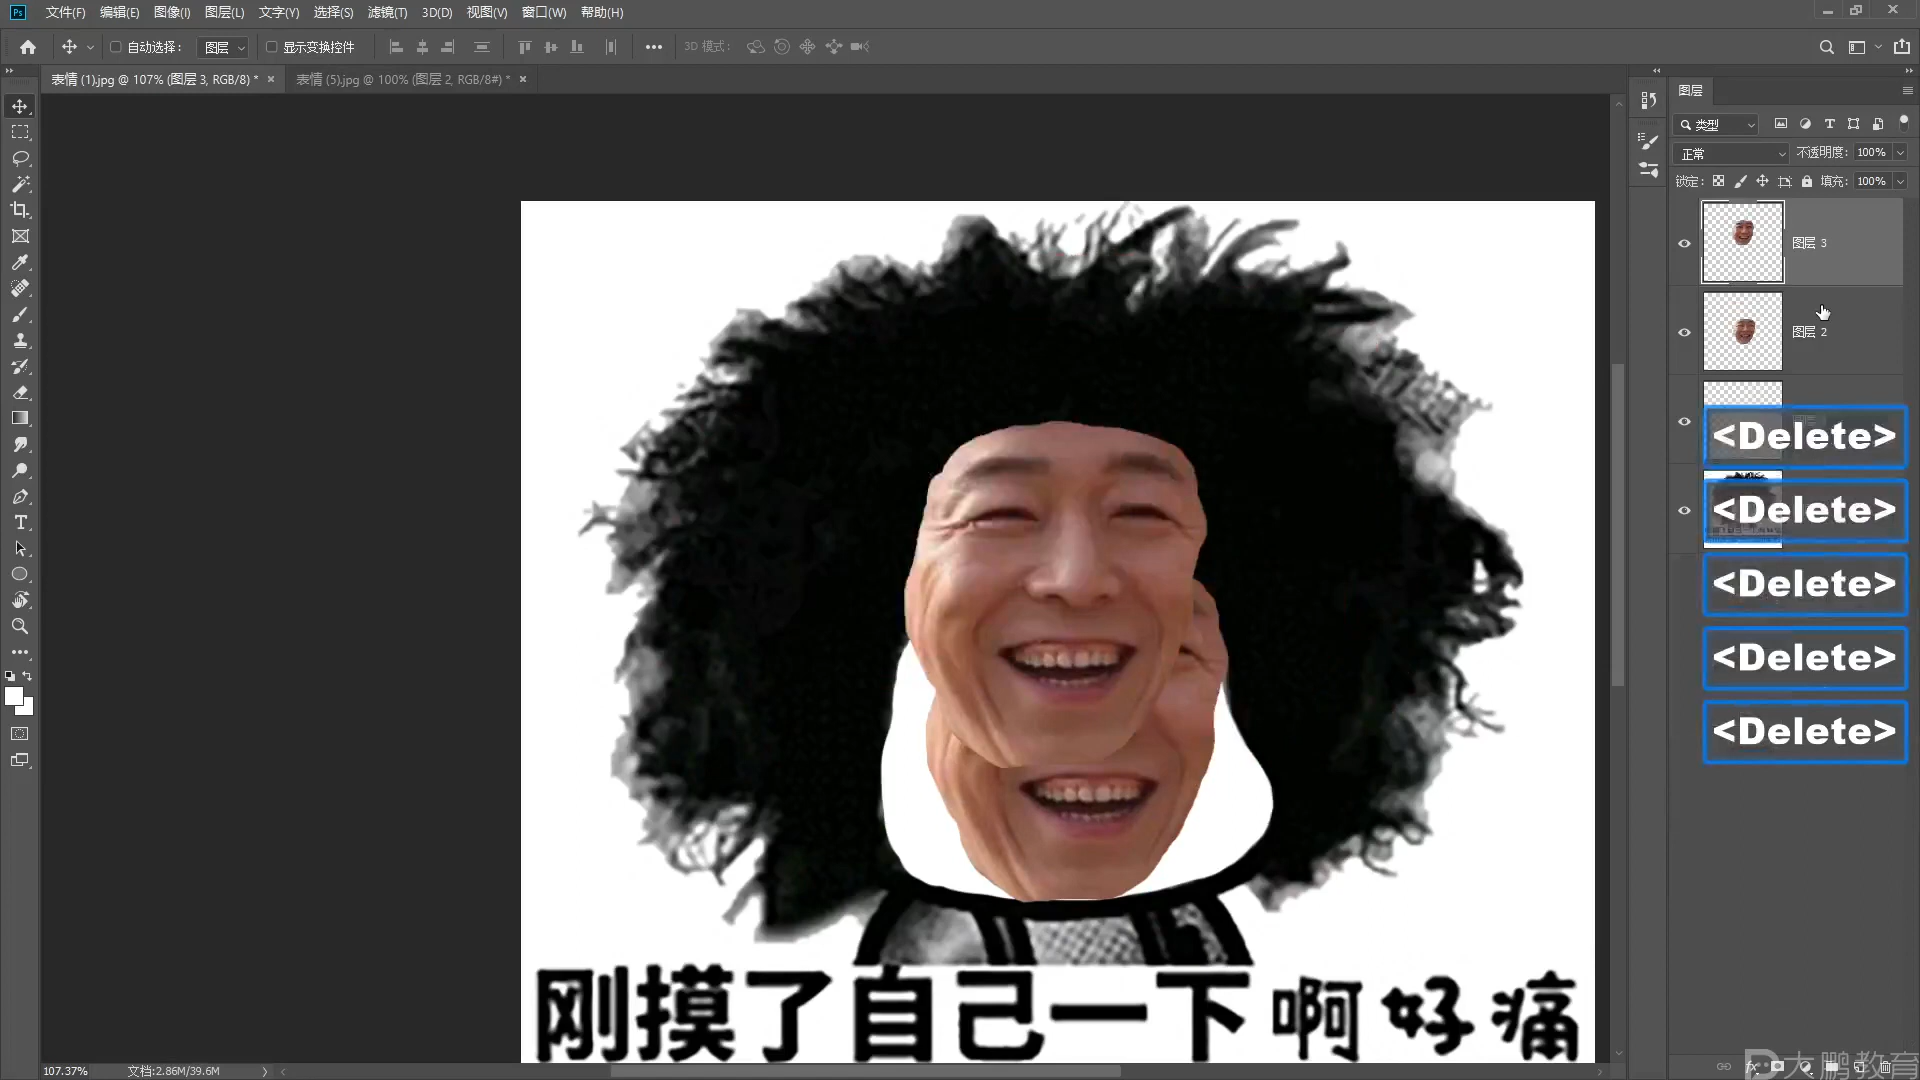 Ps 文件(F) 编辑(E) 图像(I) 图层(L) 文字(Y) 选择(S) 滤镜(T) 3D(D) 视图(V) 窗口(W) 帮助(H)
自动选择: 图层 显示变换控件 3D 模式:
表情 (1).jpg @ 107% (图层 3, RGB/8) * 表情 (5).jpg @ 100% (图层 2, RGB/8#) *
图层
类型
正常 不透明度: 100%
锁定: 填充: 100%
图层 3
图层 2
<Delete>
<Delete>
<Delete>
<Delete>
<Delete>
刚摸了自己一下啊好痛
107.37% 文档:2.86M/39.6M
大鹏教育